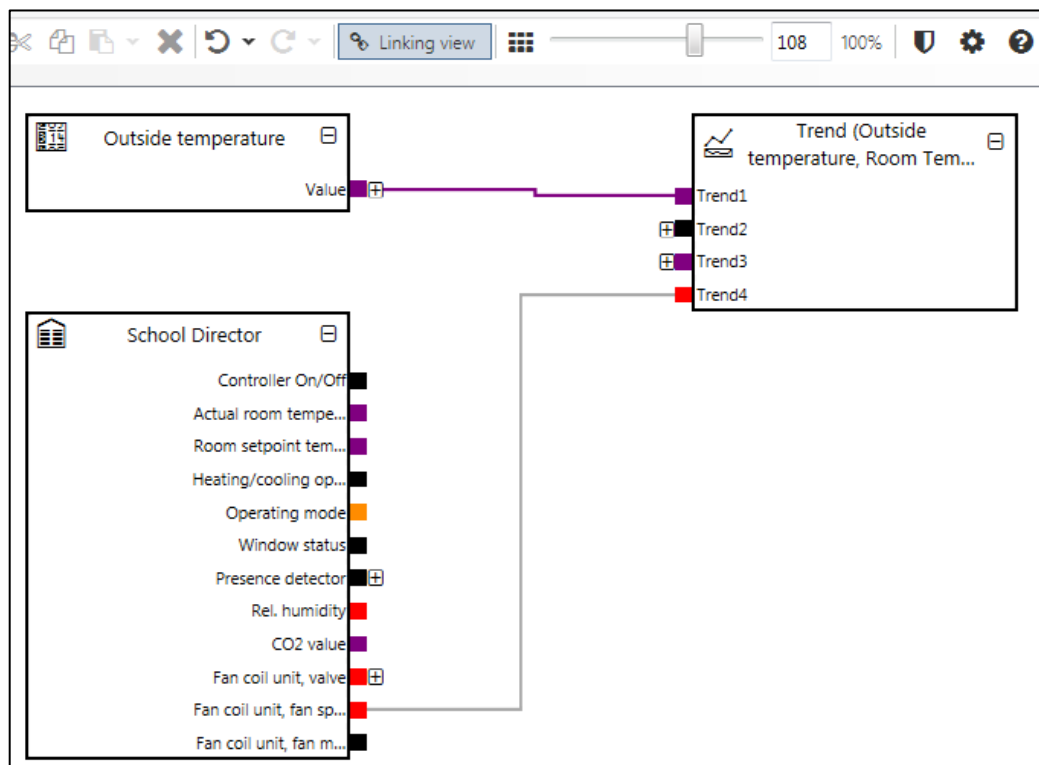 Linking view
108
100%
Outside temperature
Value
Trend (Outside
temperature, Room Tem...
Trend1
Trend2
Trend3
Trend4
School Director
Controller On/Off
Actual room tempe...
Room setpoint tem...
Heating/cooling op...
Operating mode
Window status
Presence detector
Rel. humidity
CO2 value
Fan coil unit, valve
Fan coil unit, fan sp...
Fan coil unit, fan m...